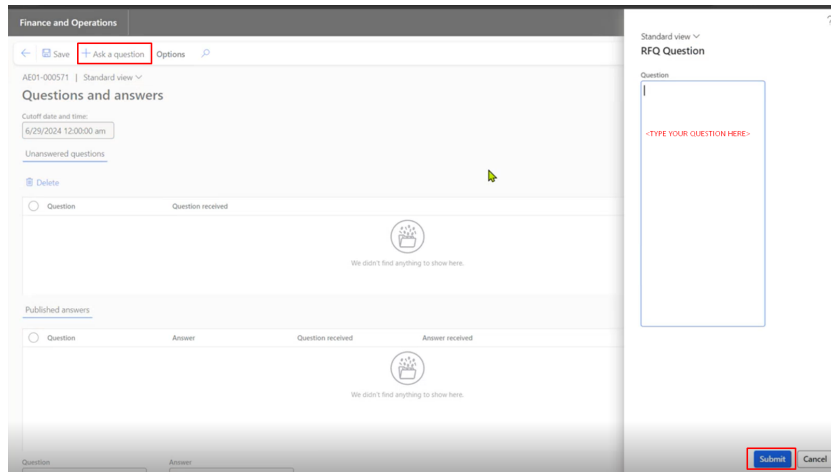 Finance and Operations
Save + Ask a question Options
AE01-000571 | Standard view
Questions and answers
Cutoff date and time:
6/29/2024 12:00:00 am
Unanswered questions
Delete
Question Question received
We didn't find anything to show here.
Published answers
Question Answer Question received Answer received
We didn't find anything to show here.
Question Answer
?
Standard view
RFQ Question
Question
<TYPE YOUR QUESTION HERE>
Submit Cancel